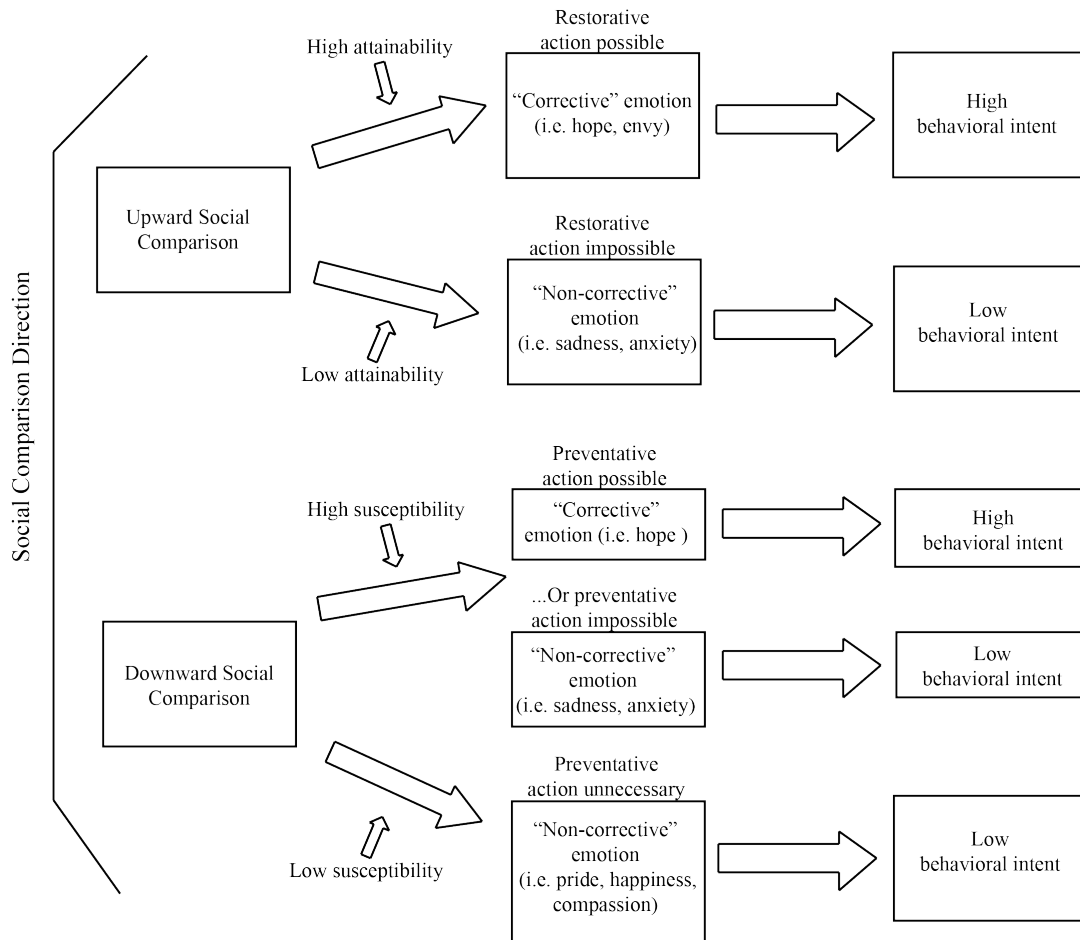 Social Comparison Direction
Upward Social
Comparison
High attainability
Low attainability
Restorative
action possible
“Corrective” emotion
(i.e. hope, envy)
High
behavioral intent
Restorative
action impossible
“Non-corrective”
emotion
(i.e. sadness, anxiety)
Low
behavioral intent
Downward Social
Comparison
High susceptibility
Low susceptibility
Preventative
action possible
“Corrective”
emotion (i.e. hope )
High
behavioral intent
...Or preventative
action impossible
“Non-corrective”
emotion
(i.e. sadness, anxiety)
Low
behavioral intent
Preventative
action unnecessary
“Non-corrective”
emotion
(i.e. pride, happiness,
compassion)
Low
behavioral intent